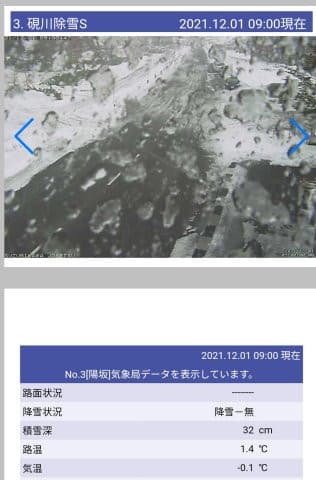 3. 硯川除雪S
2021.12.01 09:00現在
2021.12.01 09:00 現在
No.3[陽坂]気象局データを表示しています。
路面状況 --------
降雪状況 降雪－無
積雪深 32 cm
路温 1.4 ℃
気温 -0.1 ℃